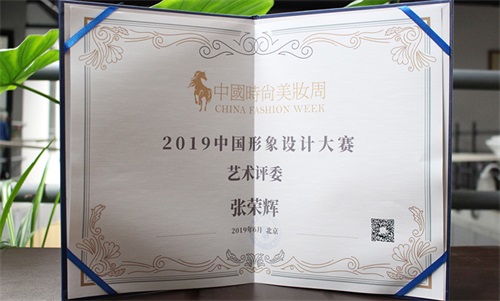 中國時尚美妝周
CHINA FASHION WEEK
2019中国形象设计大赛
艺术评委
张荣辉
2019年6月 北京